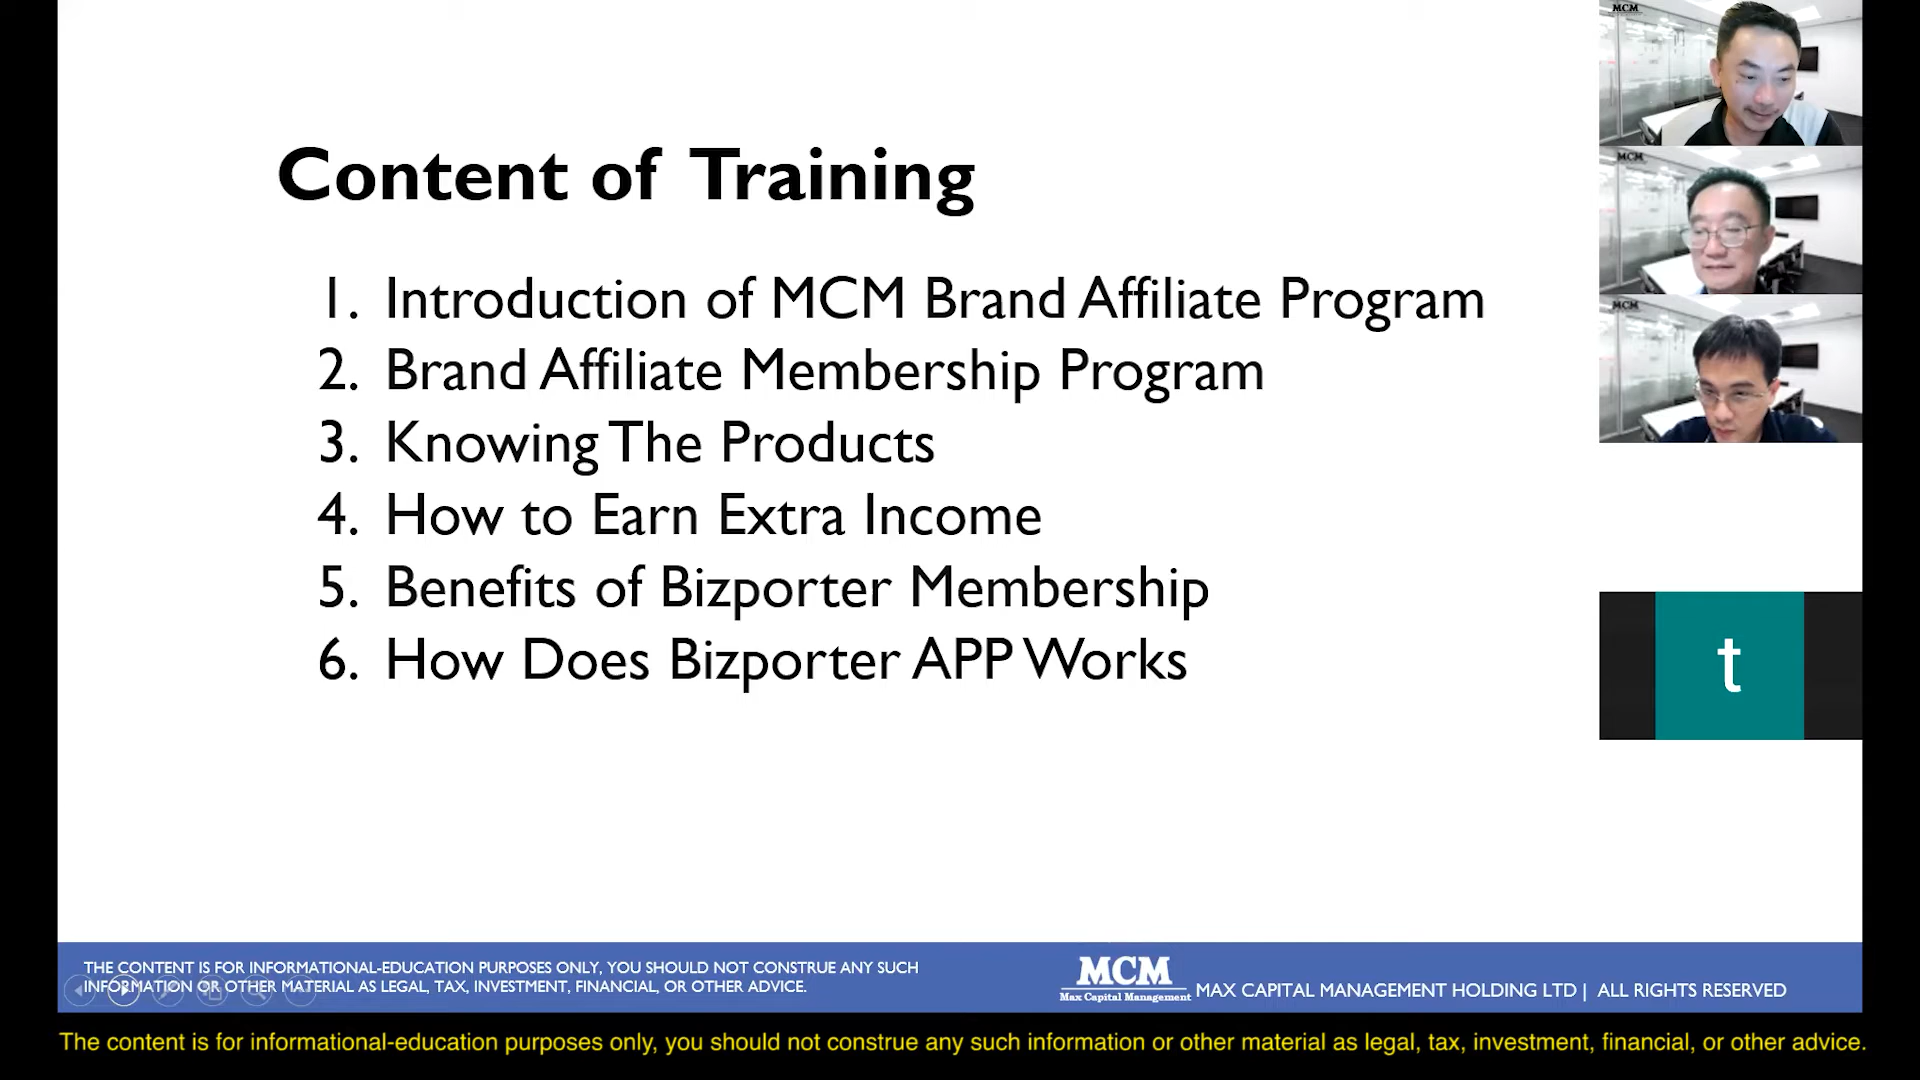 MCM
Content of Training
MCM
1. Introduction of MCM Brand Affiliate Program
MCM
2. Brand Affiliate Membership Program
3. Knowing The Products
4. How to Earn Extra Income
5. Benefits of Bizporter Membership
6. How Does Bizporter APP Works
t
THE CONTENT IS FOR INFORMATIONAL-EDUCATION PURPOSES ONLY, YOU SHOULD NOT CONSTRUE ANY SUCH
INFORMATION OR OTHER MATERIAL AS LEGAL, TAX, INVESTMENT, FINANCIAL, OR OTHER ADVICE.
MCM
Max Capital Management
MAX CAPITAL MANAGEMENT HOLDING LTD | ALL RIGHTS RESERVED
The content is for informational-education purposes only, you should not construe any such information or other material as legal, tax, investment, financial, or other advice.